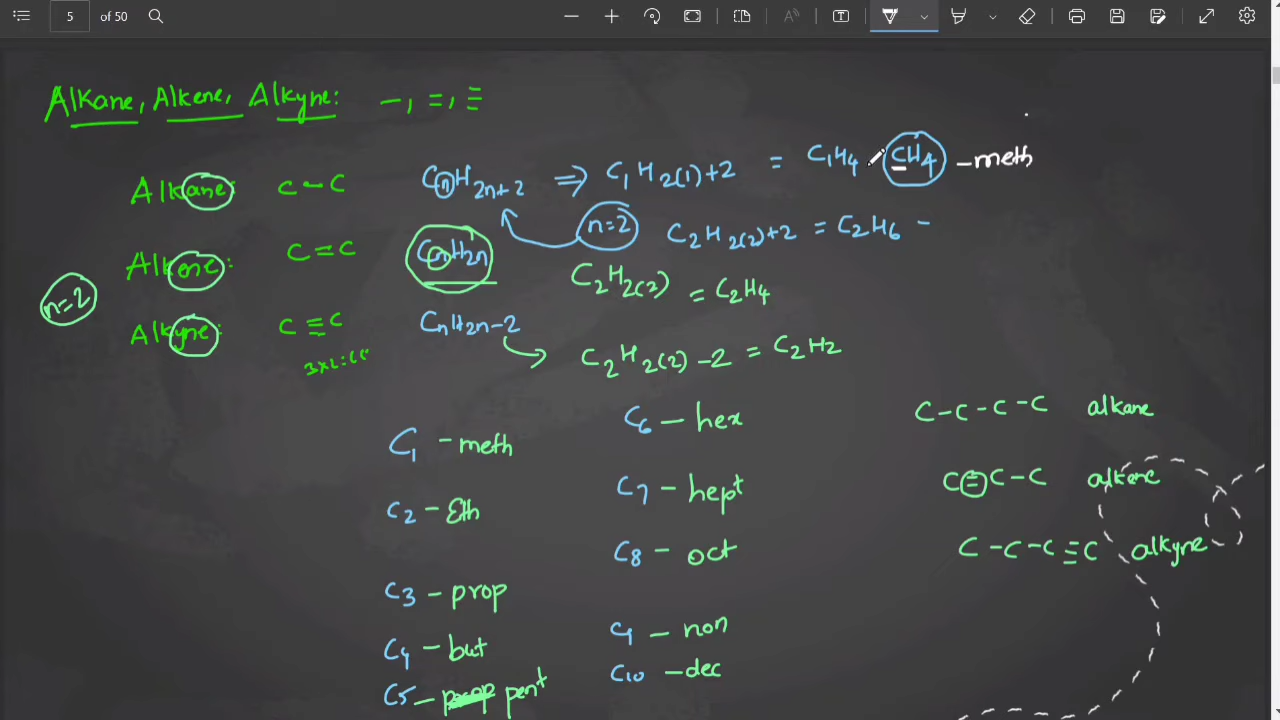 5 of 50
Alkane, Alkene, Alkyne: -, =, ≡
Alkane C-C CnH2n+2 ⇒ C1H2(1)+2 = C1H4 CH4 -meth
n=2 C2H2(2)+2 = C2H6 -
Alkene: C=C CnH2n C2H2(2) = C2H4
n=2
Alkyne: C≡C CnH2n-2
C2H2(2)-2 = C2H2
C1 - meth
C2 - Eth
C3 - prop
C4 - but
C5 - pent
C6 - hex
C7 - hept
C8 - oct
C9 - non
C10 - dec
C-C-C-C alkane
C=C-C-C alkene
C-C-C≡C alkyne